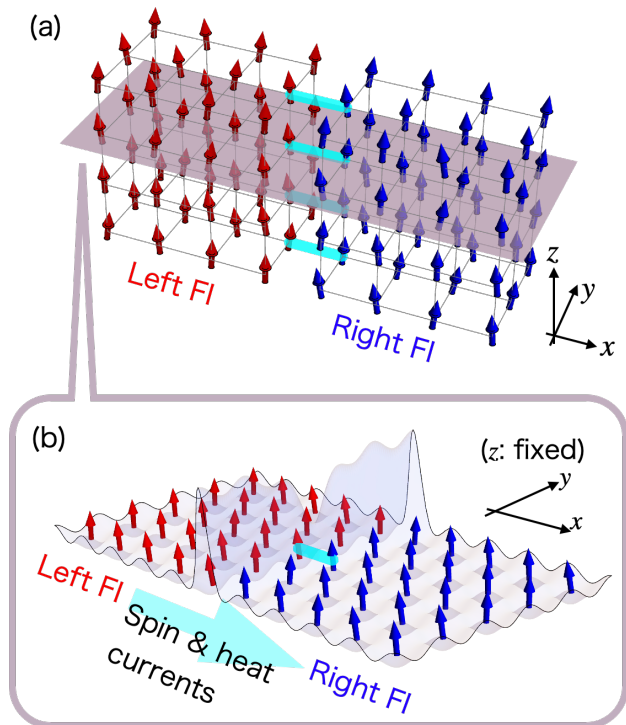 (a)
Left FI
Right FI
z
y
x
(b)
(z: fixed)
y
x
Left FI
Spin & heat
currents
Right FI